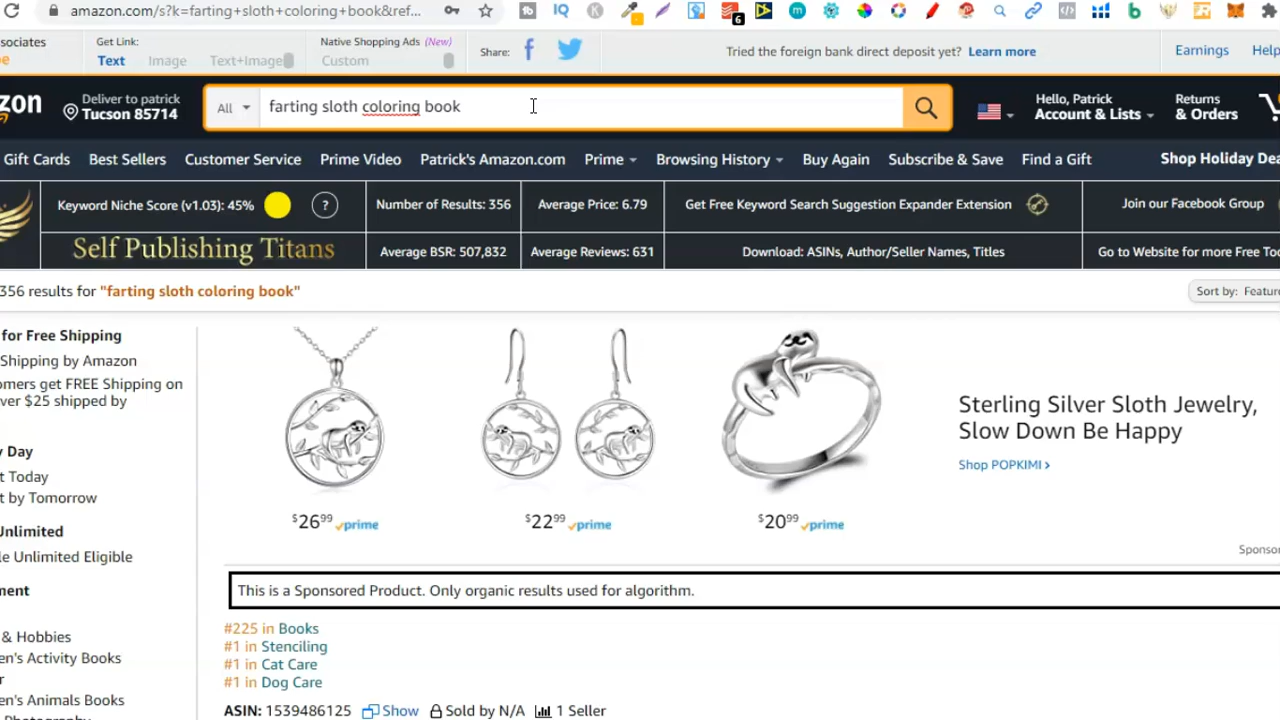 amazon.com/s?k=farting+sloth+coloring+book&ref...
sociates
Get Link:
Native Shopping Ads (New)
Text
Image
Text+Image
Custom
Share:
Tried the foreign bank direct deposit yet? Learn more
Earnings
Help
Deliver to patrick
Tucson 85714
All
farting sloth coloring book
Hello, Patrick
Account & Lists
Returns
& Orders
Gift Cards
Best Sellers
Customer Service
Prime Video
Patrick's Amazon.com
Prime
Browsing History
Buy Again
Subscribe & Save
Find a Gift
Shop Holiday Dea
Keyword Niche Score (v1.03): 45%
?
Number of Results: 356
Average Price: 6.79
Get Free Keyword Search Suggestion Expander Extension
Join our Facebook Group
Self Publishing Titans
Average BSR: 507,832
Average Reviews: 631
Download: ASINs, Author/Seller Names, Titles
Go to Website for more Free Too
356 results for "farting sloth coloring book"
Sort by: Featur
for Free Shipping
Shipping by Amazon
omers get FREE Shipping on
ver $25 shipped by
y Day
t Today
t by Tomorrow
Unlimited
le Unlimited Eligible
ment
& Hobbies
en's Activity Books
r
en's Animals Books
Photography
$26.99 prime
$22.99 prime
$20.99 prime
Sterling Silver Sloth Jewelry,
Slow Down Be Happy
Shop POPKIMI ›
Sponsor
This is a Sponsored Product. Only organic results used for algorithm.
#225 in Books
#1 in Stenciling
#1 in Cat Care
#1 in Dog Care
ASIN: 1539486125 Show Sold by N/A 1 Seller